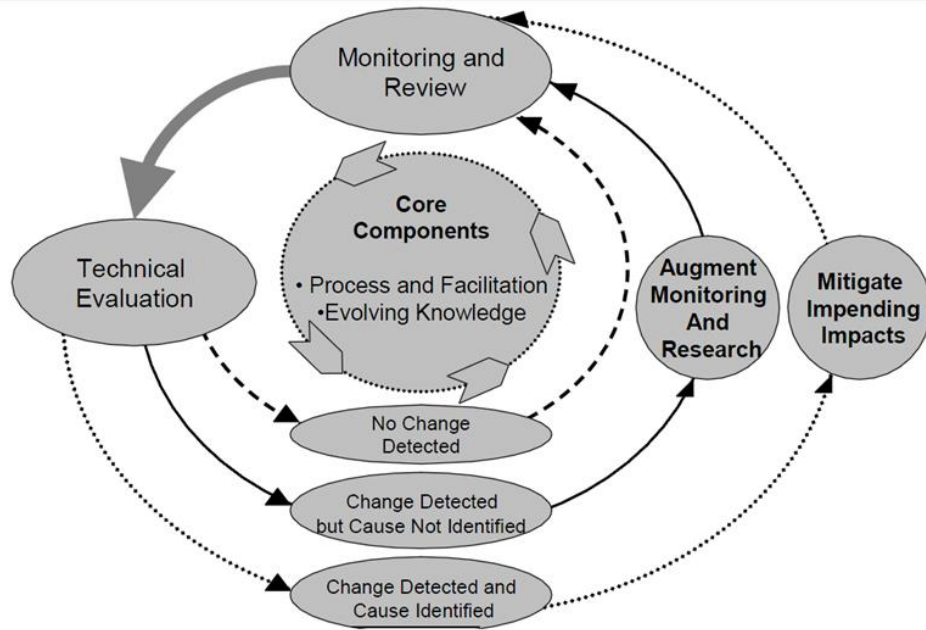 Monitoring and
Review
Core
Components
• Process and Facilitation
•Evolving Knowledge
Technical
Evaluation
Augment
Monitoring
And
Research
Mitigate
Impending
Impacts
No Change
Detected
Change Detected
but Cause Not Identified
Change Detected and
Cause Identified